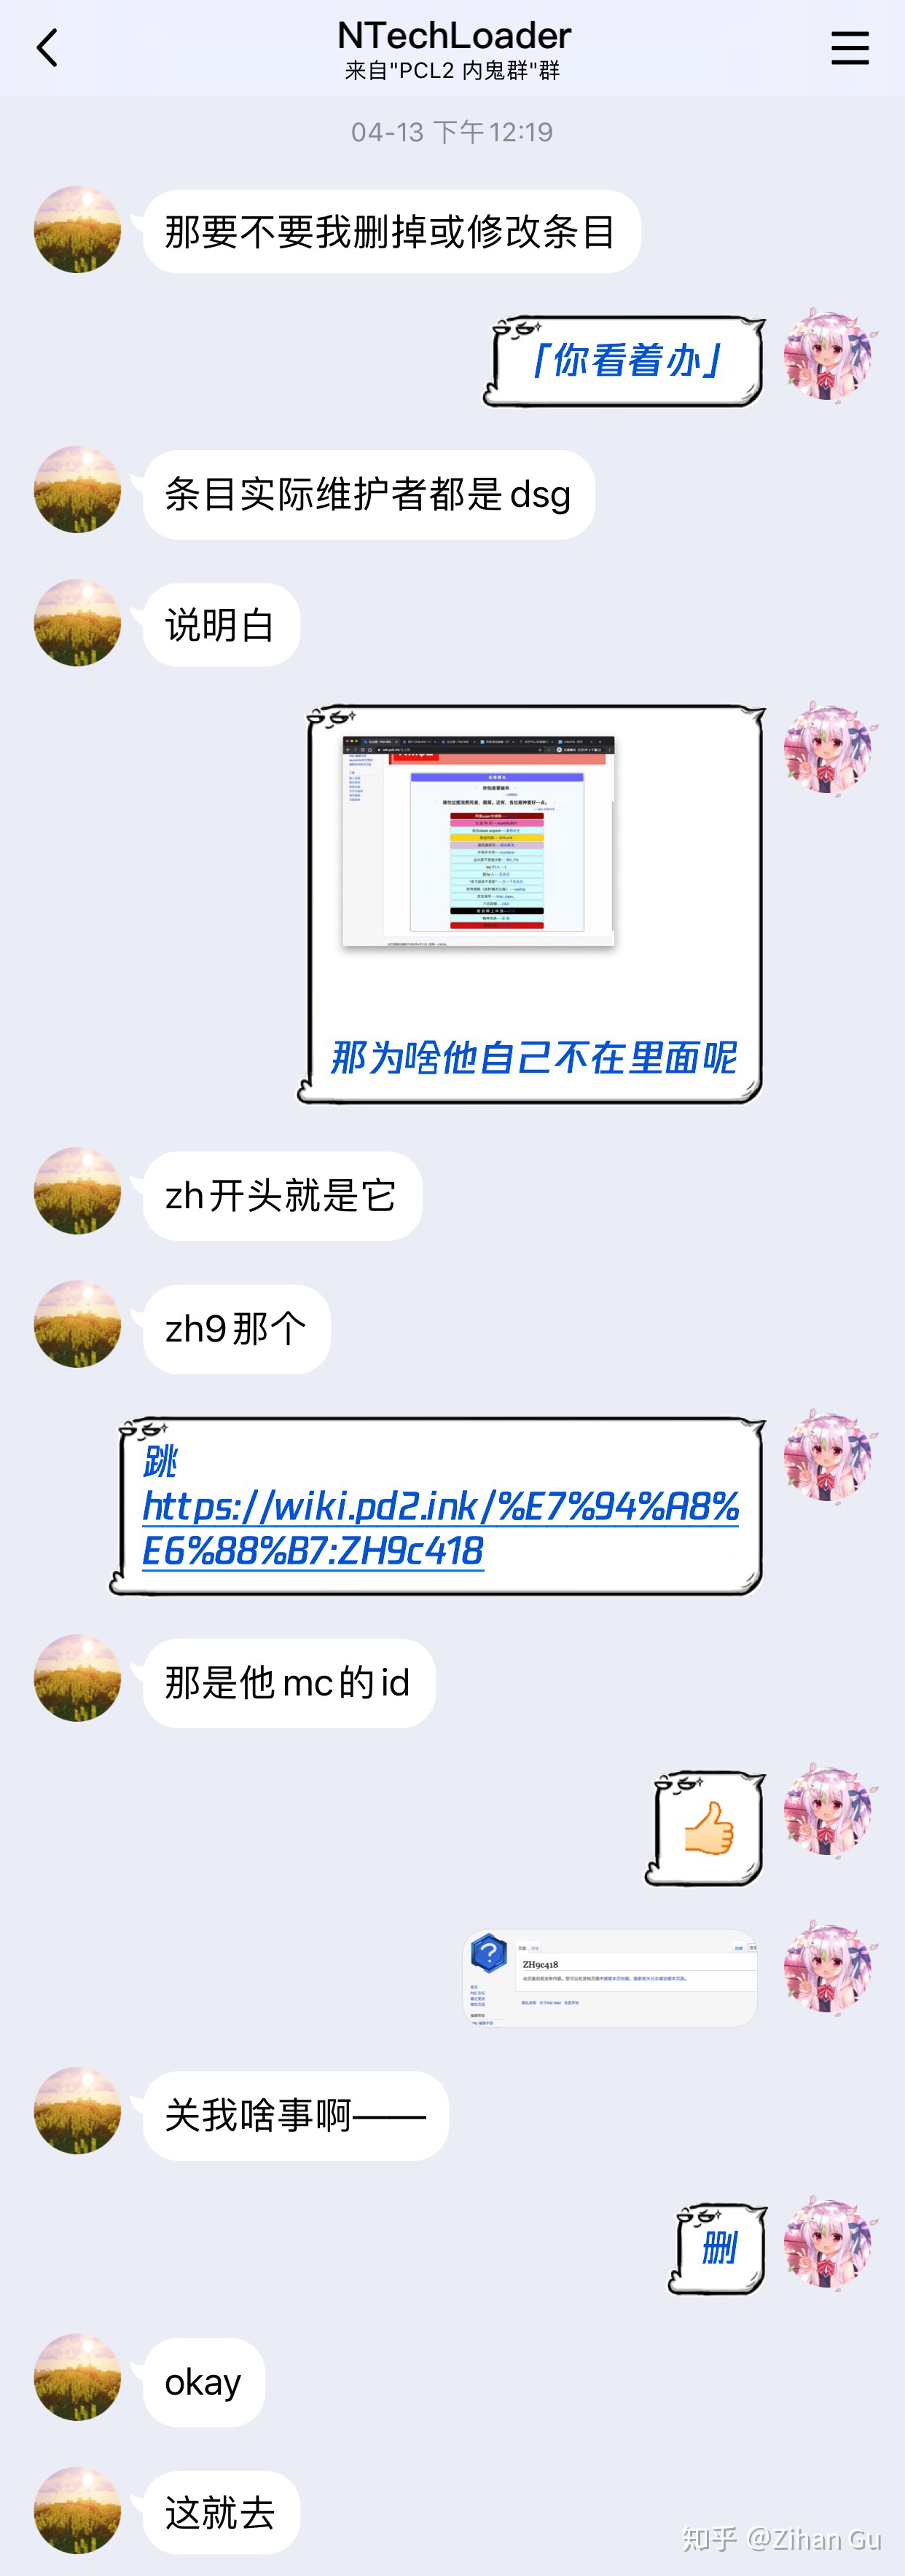 NTechLoader
来自"PCL2 内鬼群"群
04-13 下午12:19
那要不要我删掉或修改条目
「你看着办」
条目实际维护者都是dsg
说明白
那为啥他自己不在里面呢
zh开头就是它
zh9那个
跳
https://wiki.pd2.ink/%E7%94%A8%
E6%88%B7:ZH9c418
那是他mc的id
ZH9c418
关我啥事啊——
删
okay
这就去
知乎 @Zihan Gu